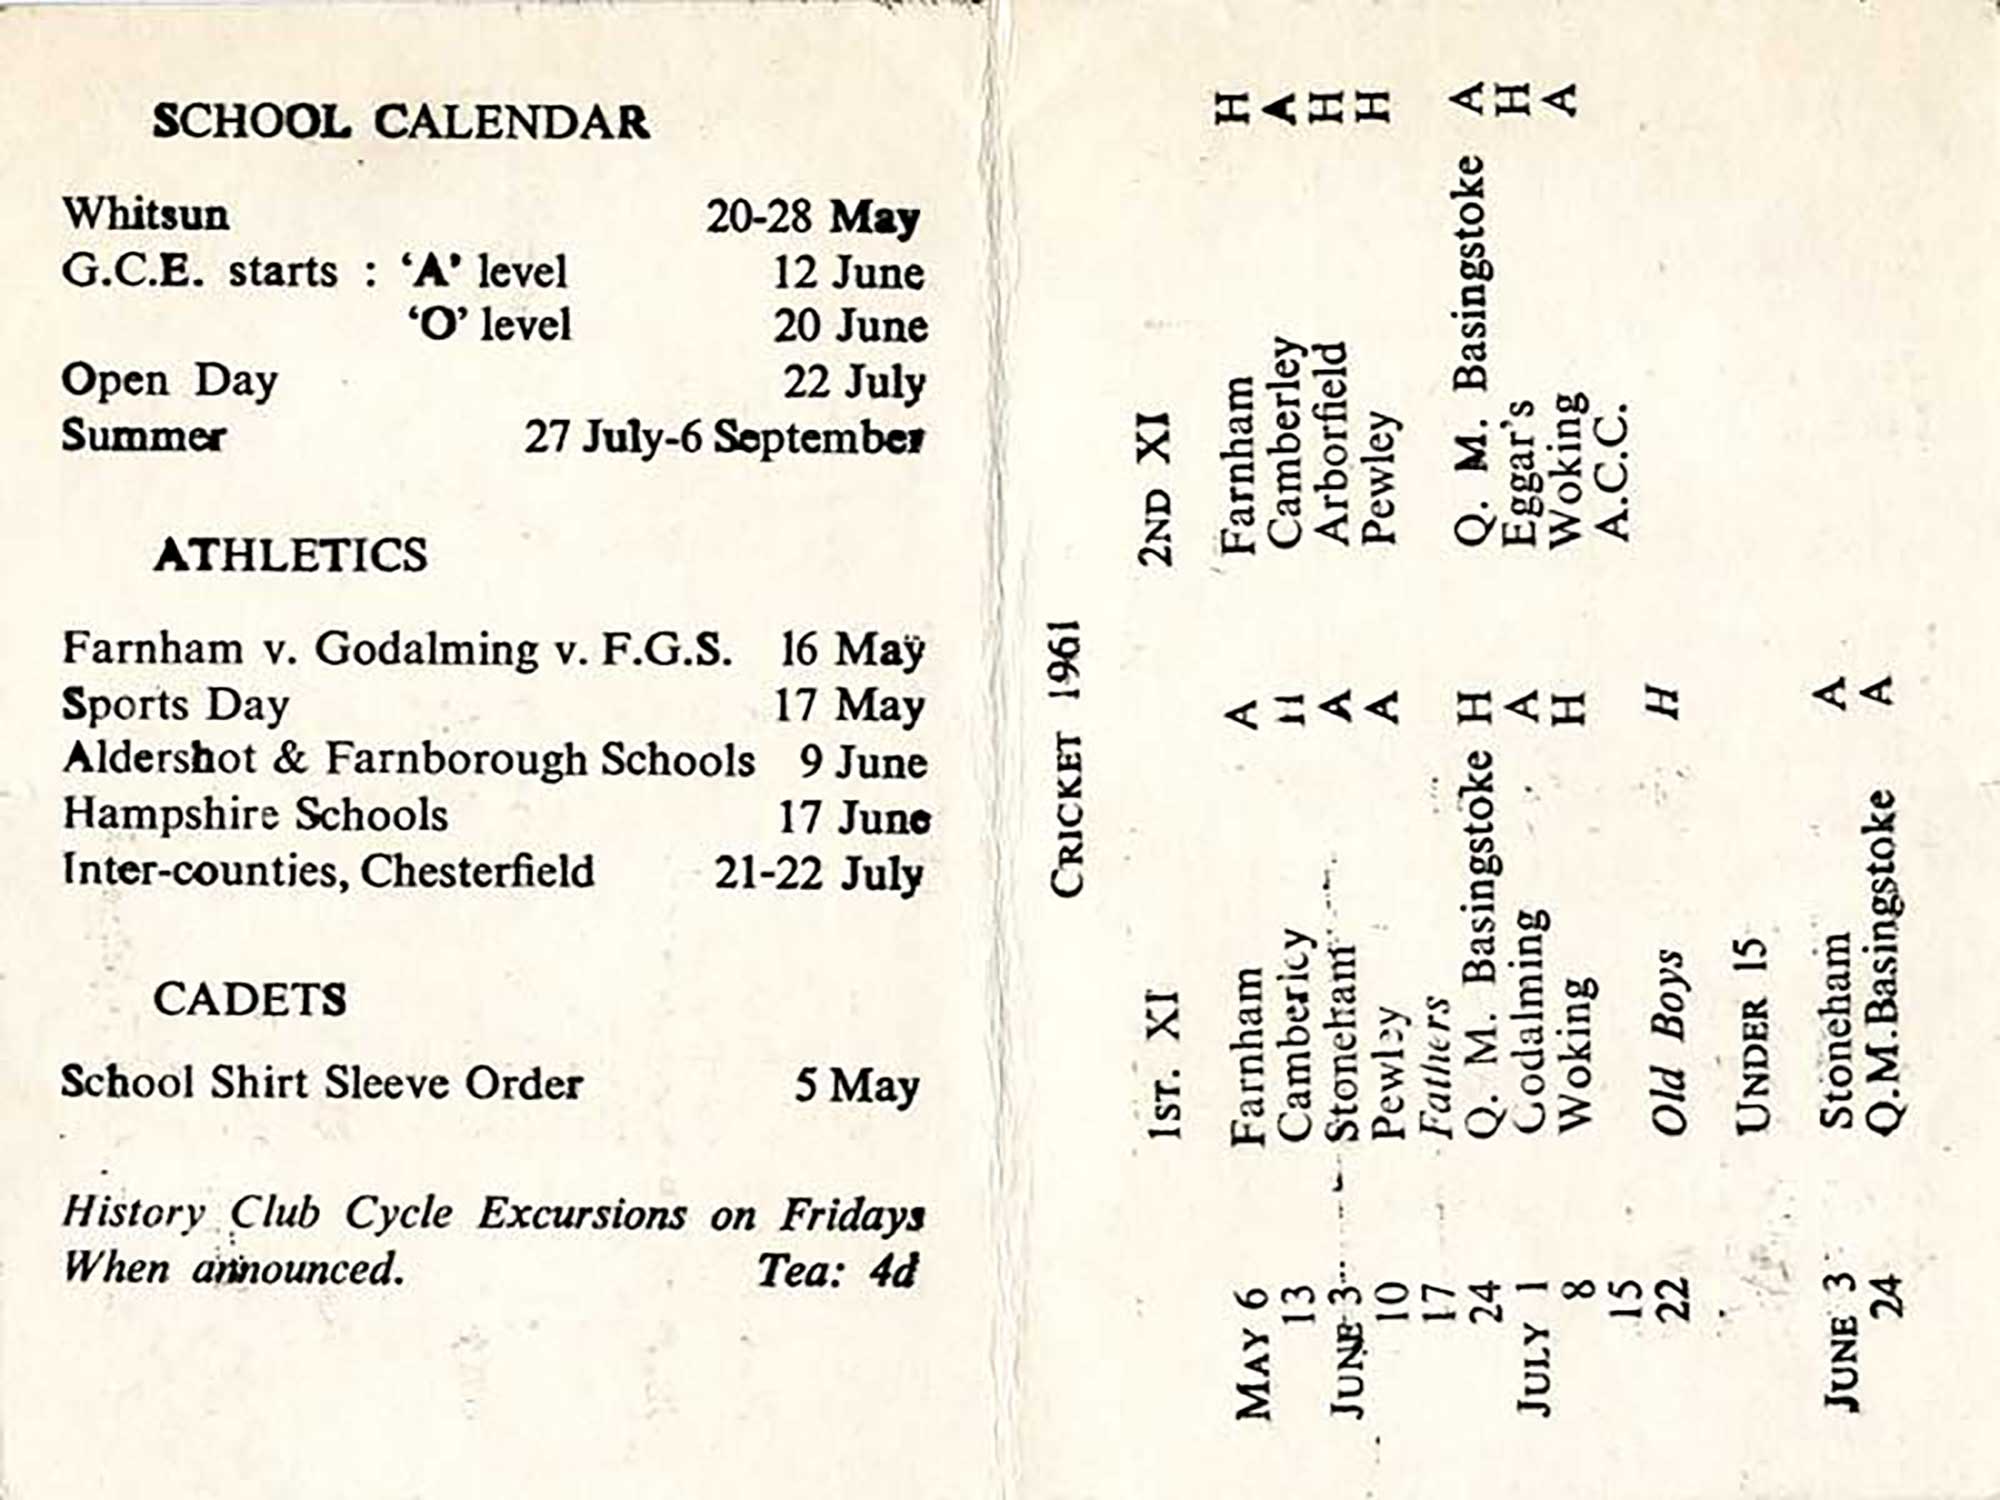 SCHOOL CALENDAR
Whitsun 20-28 May
G.C.E. starts : ‘A’ level 12 June
‘O’ level 20 June
Open Day 22 July
Summer 27 July-6 September
ATHLETICS
Farnham v. Godalming v. F.G.S. 16 May
Sports Day 17 May
Aldershot & Farnborough Schools 9 June
Hampshire Schools 17 June
Inter-counties, Chesterfield 21-22 July
CADETS
School Shirt Sleeve Order 5 May
History Club Cycle Excursions on Fridays
When announced. Tea: 4d
CRICKET 1961
1ST. XI 2ND XI
MAY 6 Farnham A Farnham H
13 Camberley H Camberley A
JUNE 3 Stoneham A Arborfield H
10 Pewley A Pewley H
17 Fathers
24 Q. M. Basingstoke H Q. M. Basingstoke A
JULY 1 Godalming A Eggar's H
8 Woking H Woking A
15 A.C.C.
22 Old Boys H
UNDER 15
JUNE 3 Stoneham A
24 Q.M.Basingstoke A